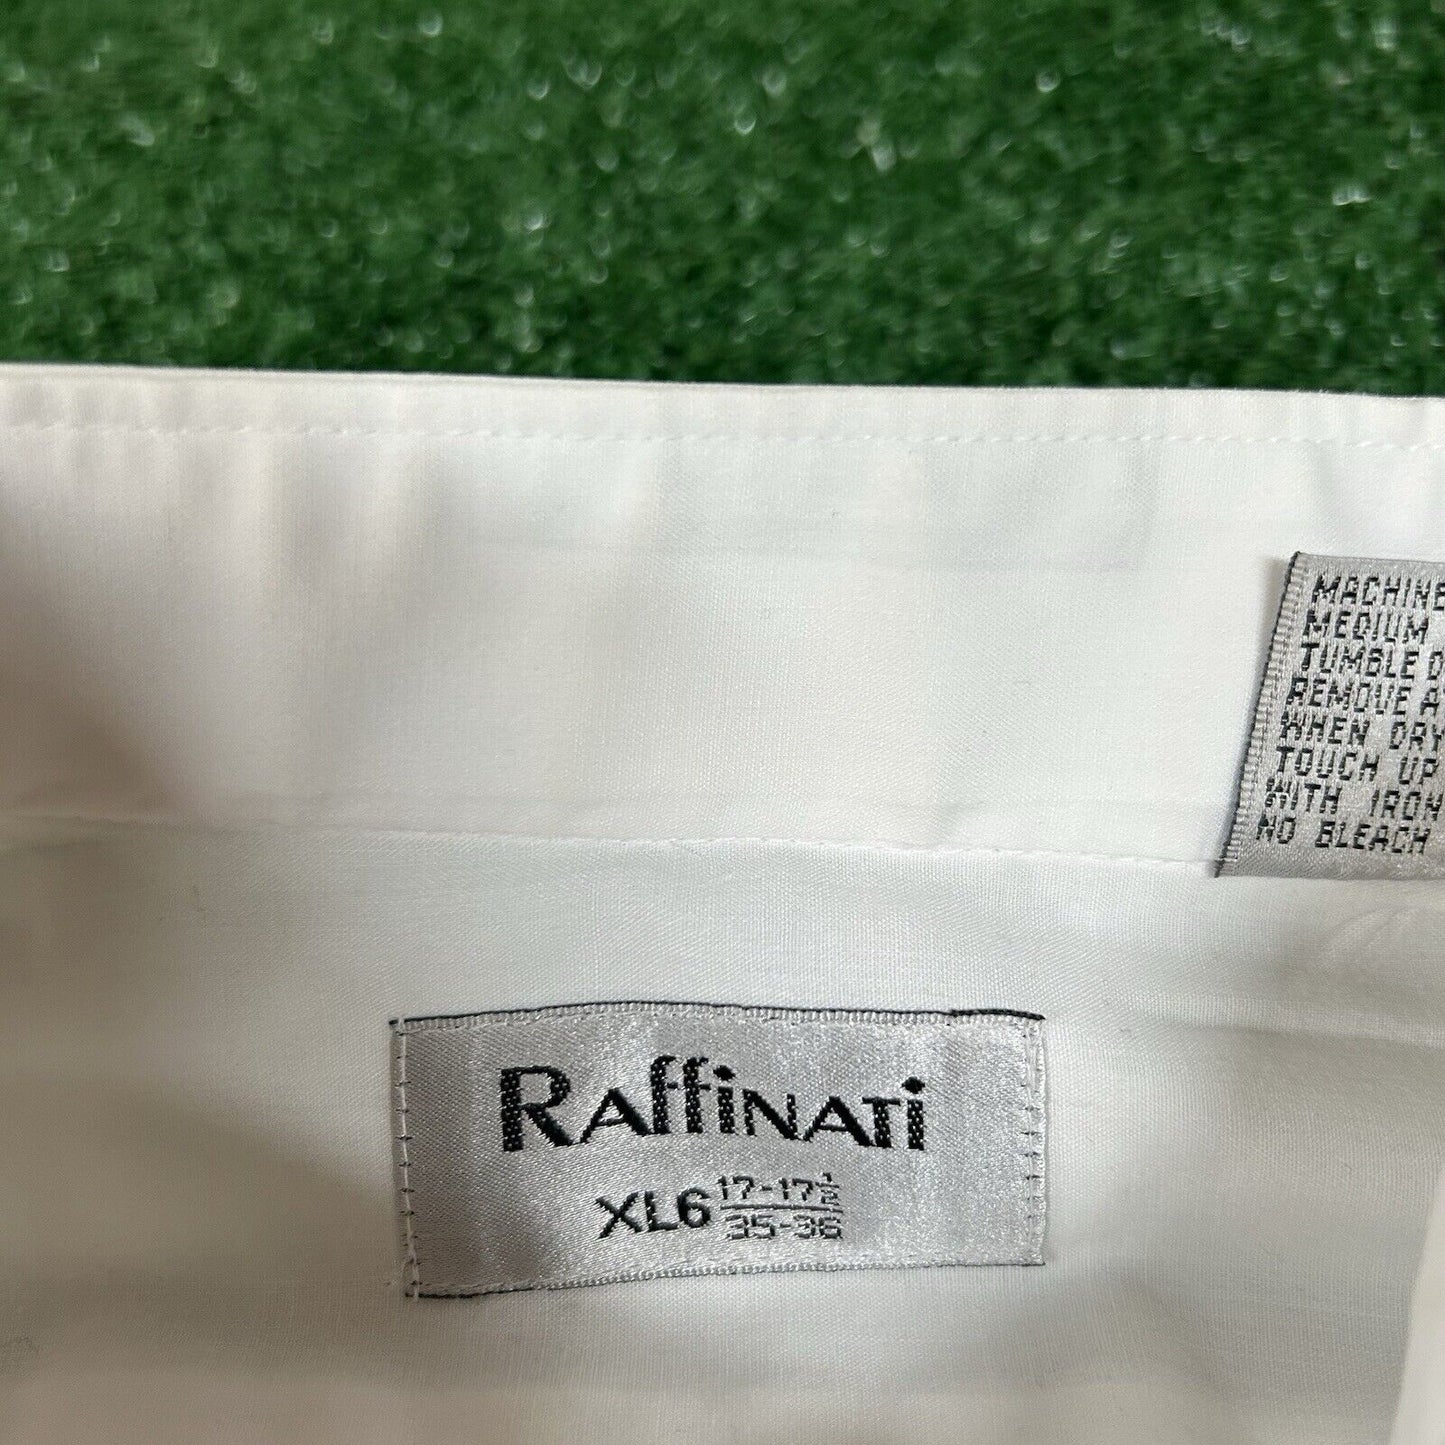 MACHINE
MEDIUM
TUMBLE D
REMOVE A
WHEN DRY
TOUCH UP
WITH IRON
NO BLEACH
RAffiNATi
XL6 17-17½
35-36